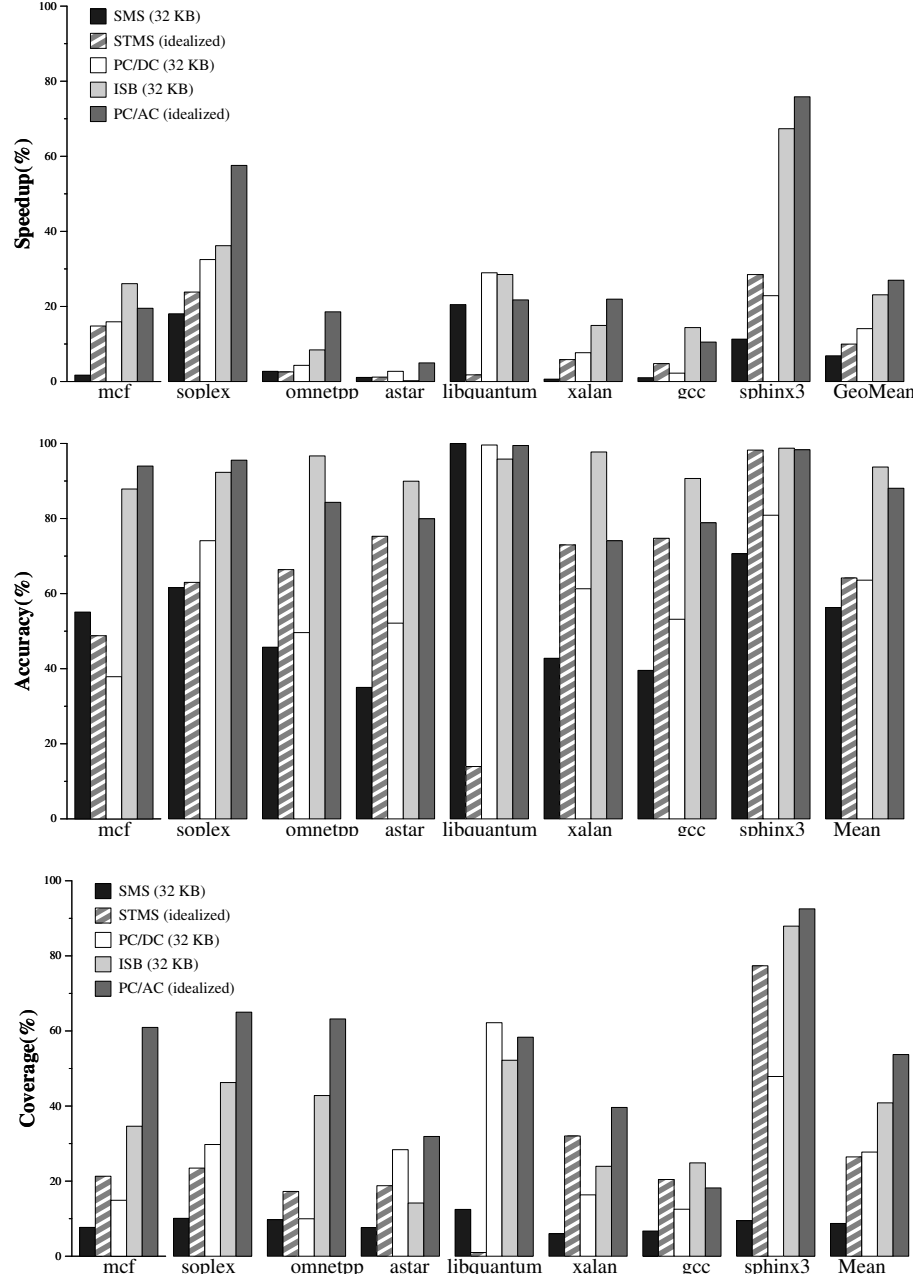 100
80
60
40
20
0
Speedup(%)
SMS (32 KB)
STMS (idealized)
PC/DC (32 KB)
ISB (32 KB)
PC/AC (idealized)
mcf soplex omnetpp astar libquantum xalan gcc sphinx3 GeoMean
100
80
60
40
20
0
Accuracy(%)
mcf soplex omnetpp astar libquantum xalan gcc sphinx3 Mean
100
80
60
40
20
0
Coverage(%)
SMS (32 KB)
STMS (idealized)
PC/DC (32 KB)
ISB (32 KB)
PC/AC (idealized)
mcf soplex omnetpp astar libquantum xalan gcc sphinx3 Mean